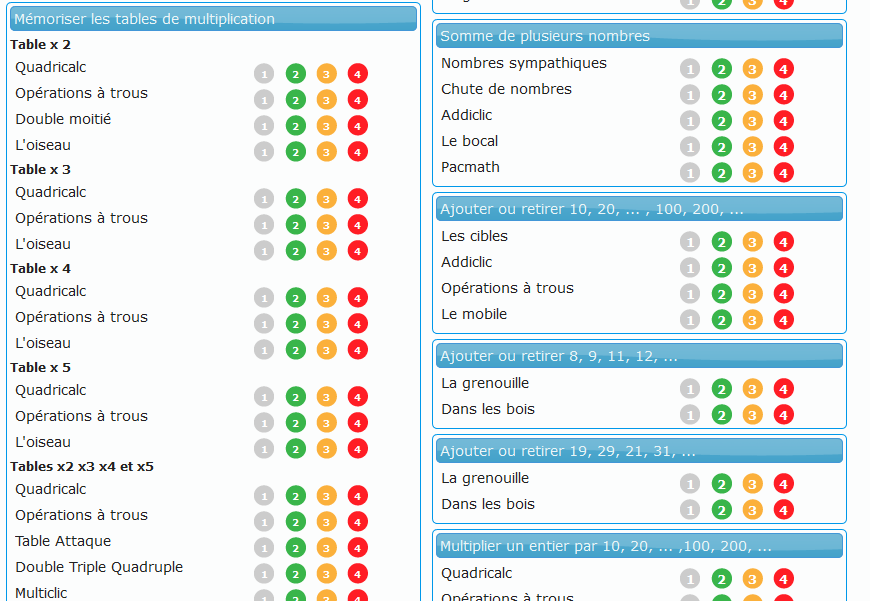 Mémoriser les tables de multiplication
Table x 2
Quadricalc 1 2 3 4
Opérations à trous 1 2 3 4
Double moitié 1 2 3 4
L'oiseau 1 2 3 4
Table x 3
Quadricalc 1 2 3 4
Opérations à trous 1 2 3 4
L'oiseau 1 2 3 4
Table x 4
Quadricalc 1 2 3 4
Opérations à trous 1 2 3 4
L'oiseau 1 2 3 4
Table x 5
Quadricalc 1 2 3 4
Opérations à trous 1 2 3 4
L'oiseau 1 2 3 4
Tables x2 x3 x4 et x5
Quadricalc 1 2 3 4
Opérations à trous 1 2 3 4
Table Attaque 1 2 3 4
Double Triple Quadruple 1 2 3 4
Multiclic 1 2 3 4
1 2 3 4
Somme de plusieurs nombres
Nombres sympathiques 1 2 3 4
Chute de nombres 1 2 3 4
Addiclic 1 2 3 4
Le bocal 1 2 3 4
Pacmath 1 2 3 4
Ajouter ou retirer 10, 20, ... , 100, 200, ...
Les cibles 1 2 3 4
Addiclic 1 2 3 4
Opérations à trous 1 2 3 4
Le mobile 1 2 3 4
Ajouter ou retirer 8, 9, 11, 12, ...
La grenouille 1 2 3 4
Dans les bois 1 2 3 4
Ajouter ou retirer 19, 29, 21, 31, ...
La grenouille 1 2 3 4
Dans les bois 1 2 3 4
Multiplier un entier par 10, 20, ... ,100, 200, ...
Quadricalc 1 2 3 4
Opérations à trous 1 2 3 4